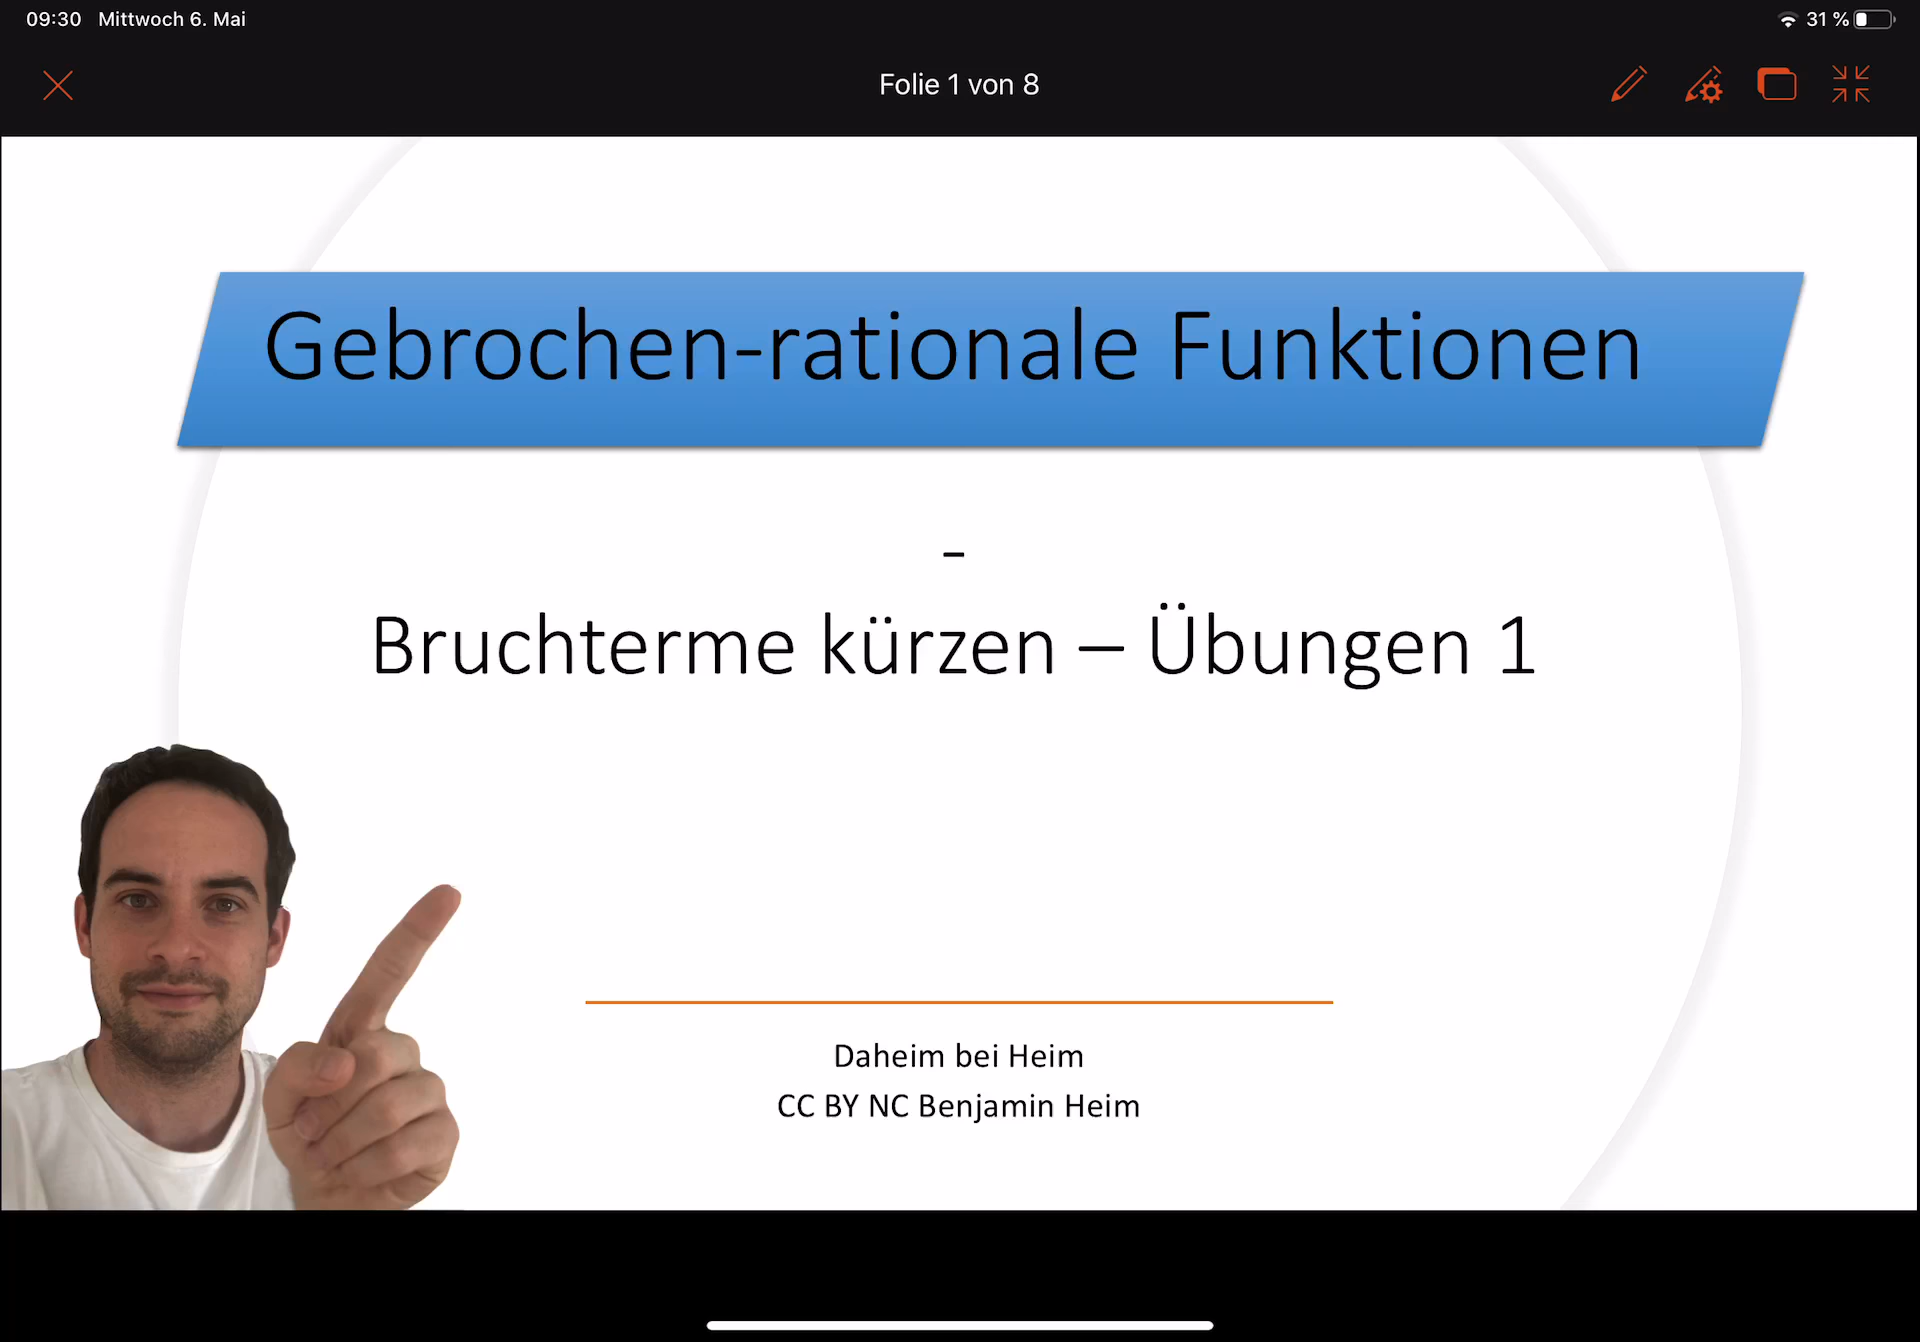 09:30 Mittwoch 6. Mai
31 %
Folie 1 von 8
Gebrochen-rationale Funktionen
–
Bruchterme kürzen – Übungen 1
Daheim bei Heim
CC BY NC Benjamin Heim